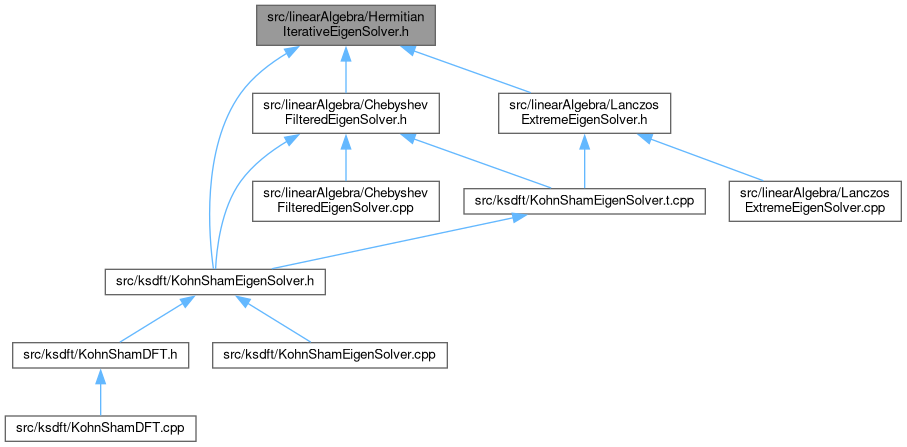 src/linearAlgebra/Hermitian
IterativeEigenSolver.h
src/linearAlgebra/Chebyshev
FilteredEigenSolver.h
src/linearAlgebra/Lanczos
ExtremeEigenSolver.h
src/linearAlgebra/Chebyshev
FilteredEigenSolver.cpp
src/ksdft/KohnShamEigenSolver.t.cpp
src/linearAlgebra/Lanczos
ExtremeEigenSolver.cpp
src/ksdft/KohnShamEigenSolver.h
src/ksdft/KohnShamDFT.h
src/ksdft/KohnShamEigenSolver.cpp
src/ksdft/KohnShamDFT.cpp